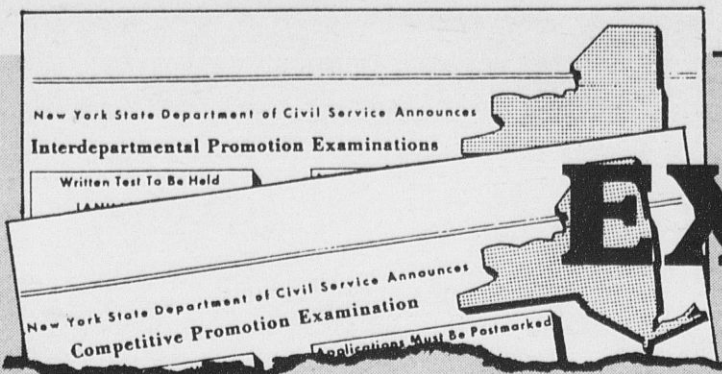 New York State Department of Civil Service Announces
Interdepartmental Promotion Examinations
Written Test To Be Held
EX
New York State Department of Civil Service Announces
Competitive Promotion Examination
Applications Must Be Postmarked